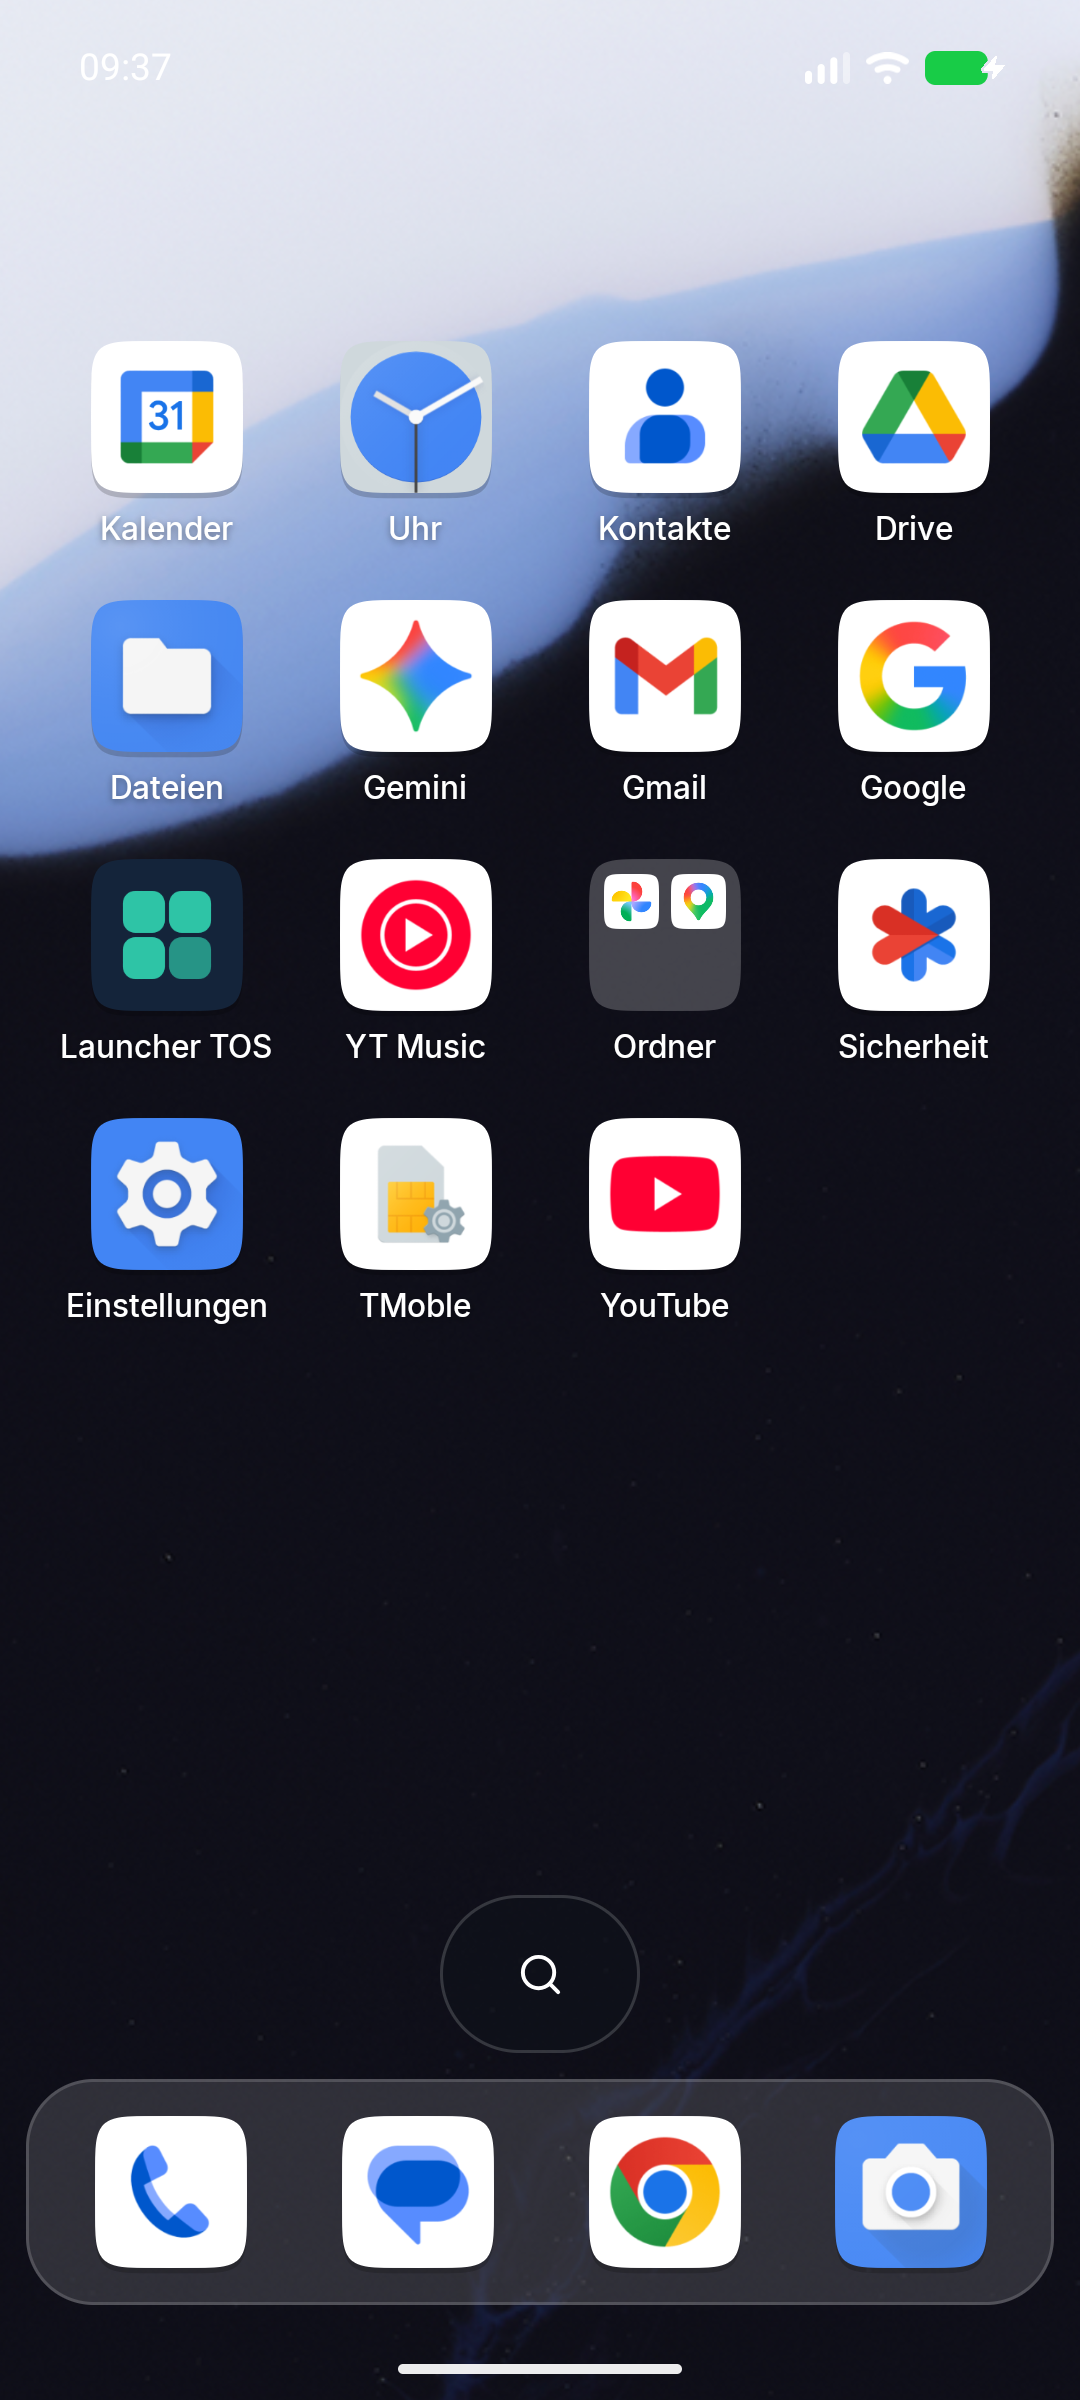 09:37
31
Kalender
Uhr
Kontakte
Drive
Dateien
Gemini
Gmail
Google
Launcher TOS
YT Music
Ordner
Sicherheit
Einstellungen
TMoble
YouTube